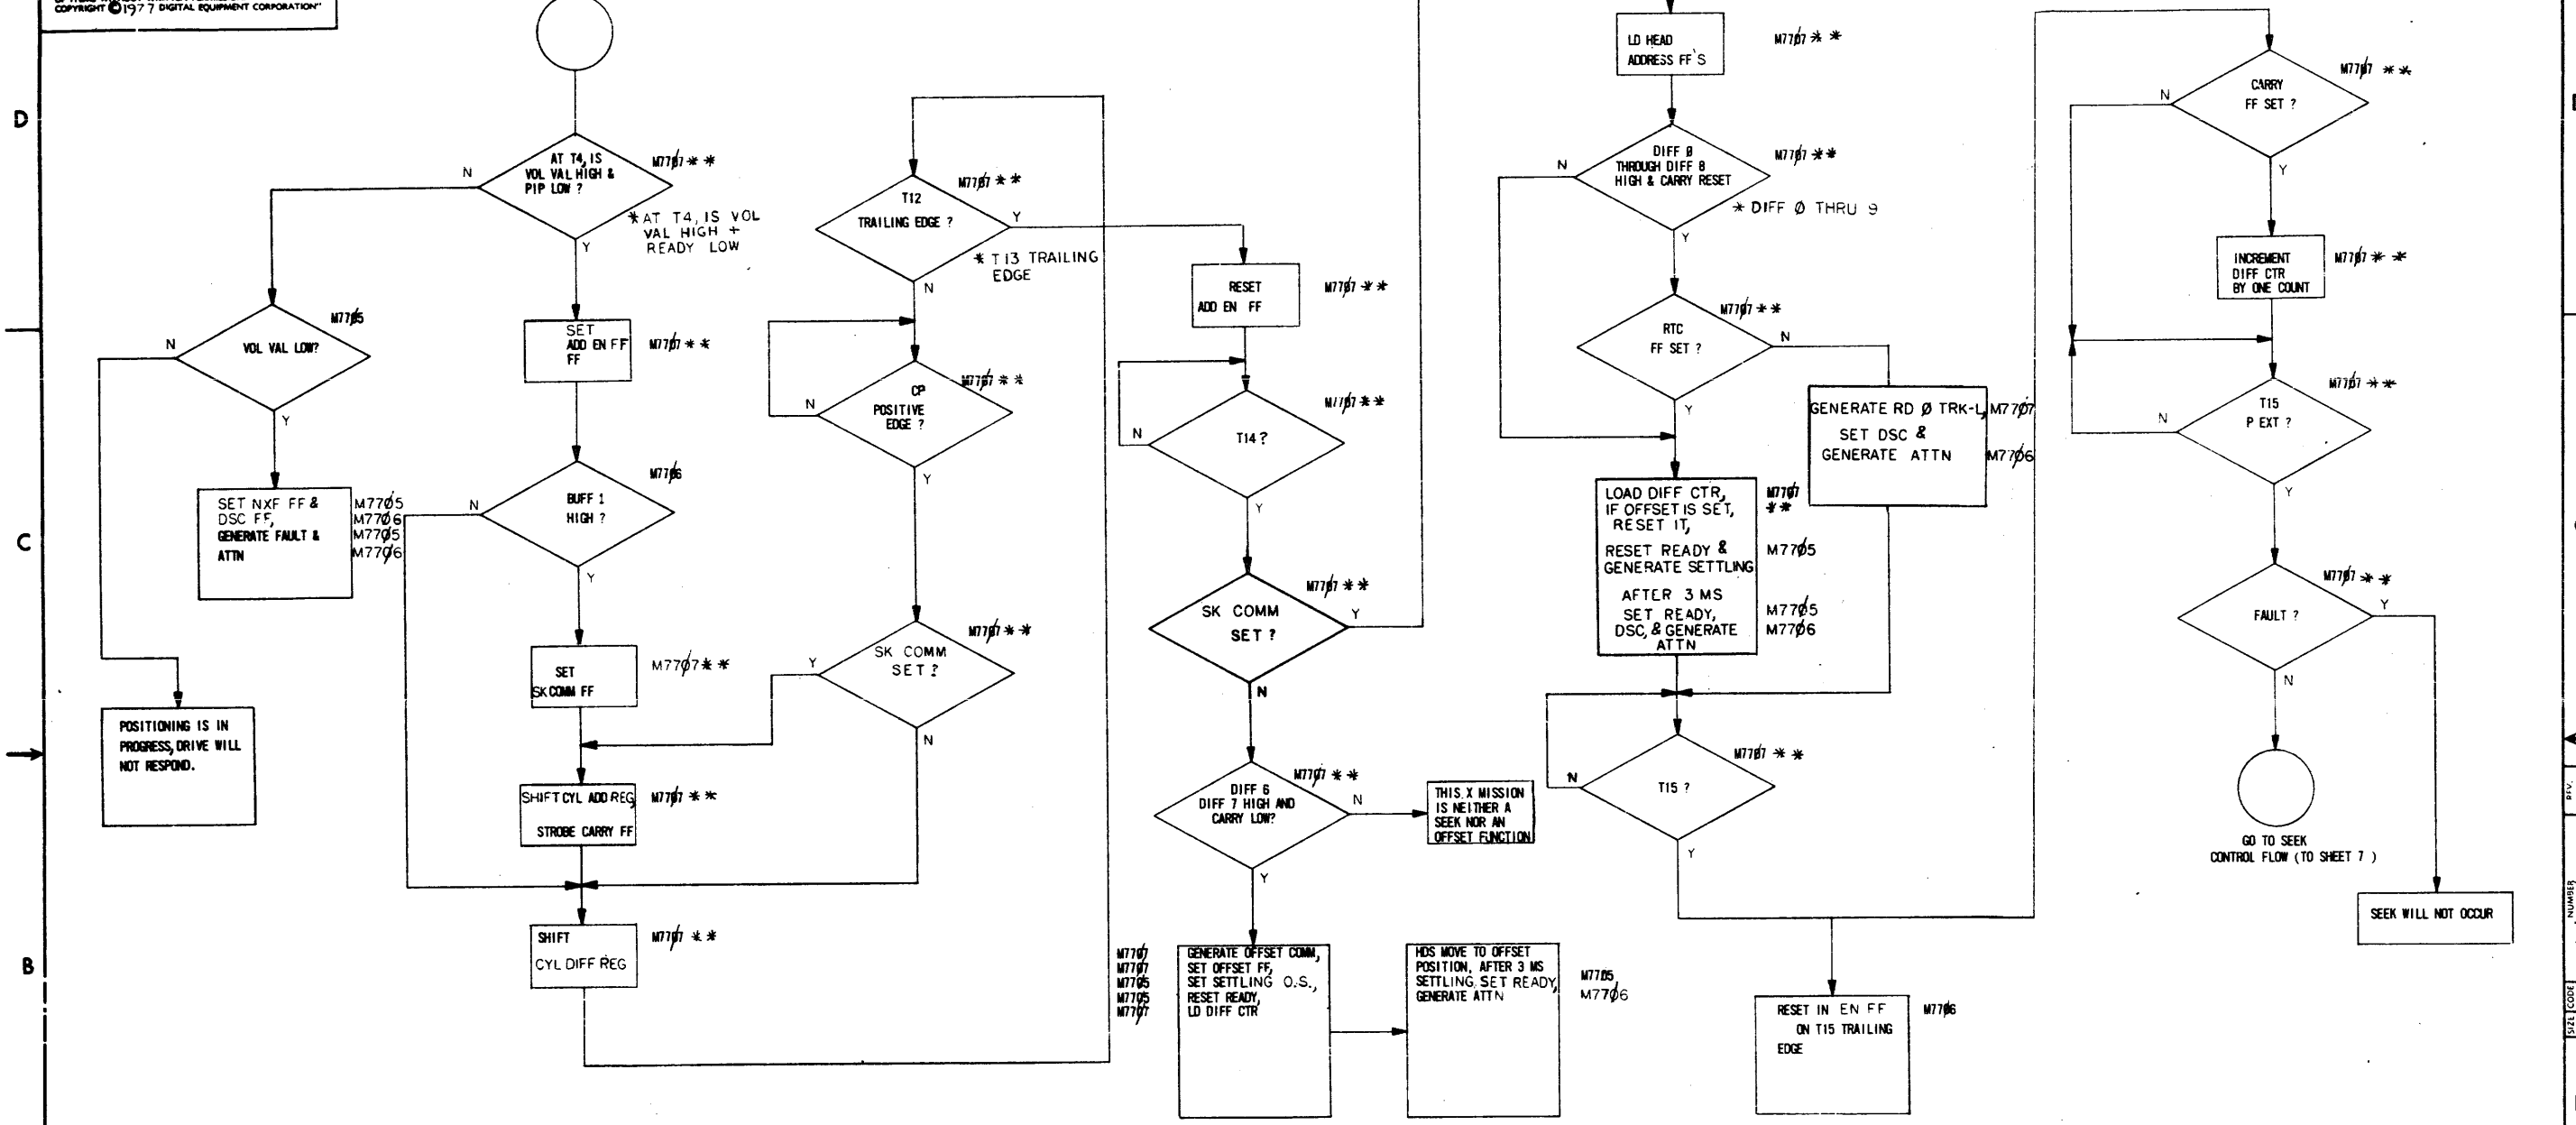 COPYRIGHT ©1977 DIGITAL EQUIPMENT CORPORATION"
D
C
B
AT T4, IS
VOL VAL HIGH &
PIP LOW ?
M7707 **
* AT T4, IS VOL
VAL HIGH +
READY LOW
N
Y
VOL VAL LOW?
M7705
N
Y
SET NXF FF &
DSC FF,
GENERATE FAULT &
ATTN
M7705
M7706
M7705
M7706
POSITIONING IS IN
PROGRESS, DRIVE WILL
NOT RESPOND.
SET
ADD EN FF
FF
M7707 **
BUFF 1
HIGH ?
M7706
N
Y
SET
SK COMM FF
M7707 **
SHIFT CYL ADD REG,
STROBE CARRY FF
M7707 **
SHIFT
CYL DIFF REG
M7707 **
T12
TRAILING EDGE ?
M7707 **
* T13 TRAILING
EDGE
Y
N
CP
POSITIVE
EDGE ?
M7707 **
N
Y
SK COMM
SET ?
M7707 **
Y
N
RESET
ADD EN FF
M7707 **
T14 ?
M7707 **
N
Y
SK COMM
SET ?
M7707 **
Y
N
DIFF 6
DIFF 7 HIGH AND
CARRY LOW?
M7707 **
N
Y
THIS X MISSION
IS NEITHER A
SEEK NOR AN
OFFSET FUNCTION
M7707
M7707
M7705
M7705
M7707
GENERATE OFFSET COMM,
SET OFFSET FF,
SET SETTLING O.S.,
RESET READY,
LD DIFF CTR
HDS MOVE TO OFFSET
POSITION, AFTER 3 MS
SETTLING, SET READY,
GENERATE ATTN
M7705,
M7706
LD HEAD
ADDRESS FF'S
M7707 **
DIFF 0
THROUGH DIFF 8
HIGH & CARRY RESET
M7707 **
* DIFF Ø THRU 9
N
Y
RTC
FF SET ?
M7707 **
N
Y
GENERATE RD Ø TRK-L,
SET DSC &
GENERATE ATTN
M7707
M7706
LOAD DIFF CTR,
IF OFFSET IS SET,
RESET IT,
RESET READY &
GENERATE SETTLING
AFTER 3 MS
SET READY,
DSC, & GENERATE
ATTN
M7707
**
M7705
M7705
M7706
T15 ?
M7707 **
N
Y
RESET IN EN FF
ON T15 TRAILING
EDGE
M7706
CARRY
FF SET ?
M7707 **
N
Y
INCREMENT
DIFF CTR
BY ONE COUNT
M7707 **
T15
P EXT ?
M7707 **
N
Y
FAULT ?
M7707 **
Y
N
GO TO SEEK
CONTROL FLOW (TO SHEET 7 )
SEEK WILL NOT OCCUR
REV.
NUMBER
SIZE CODE